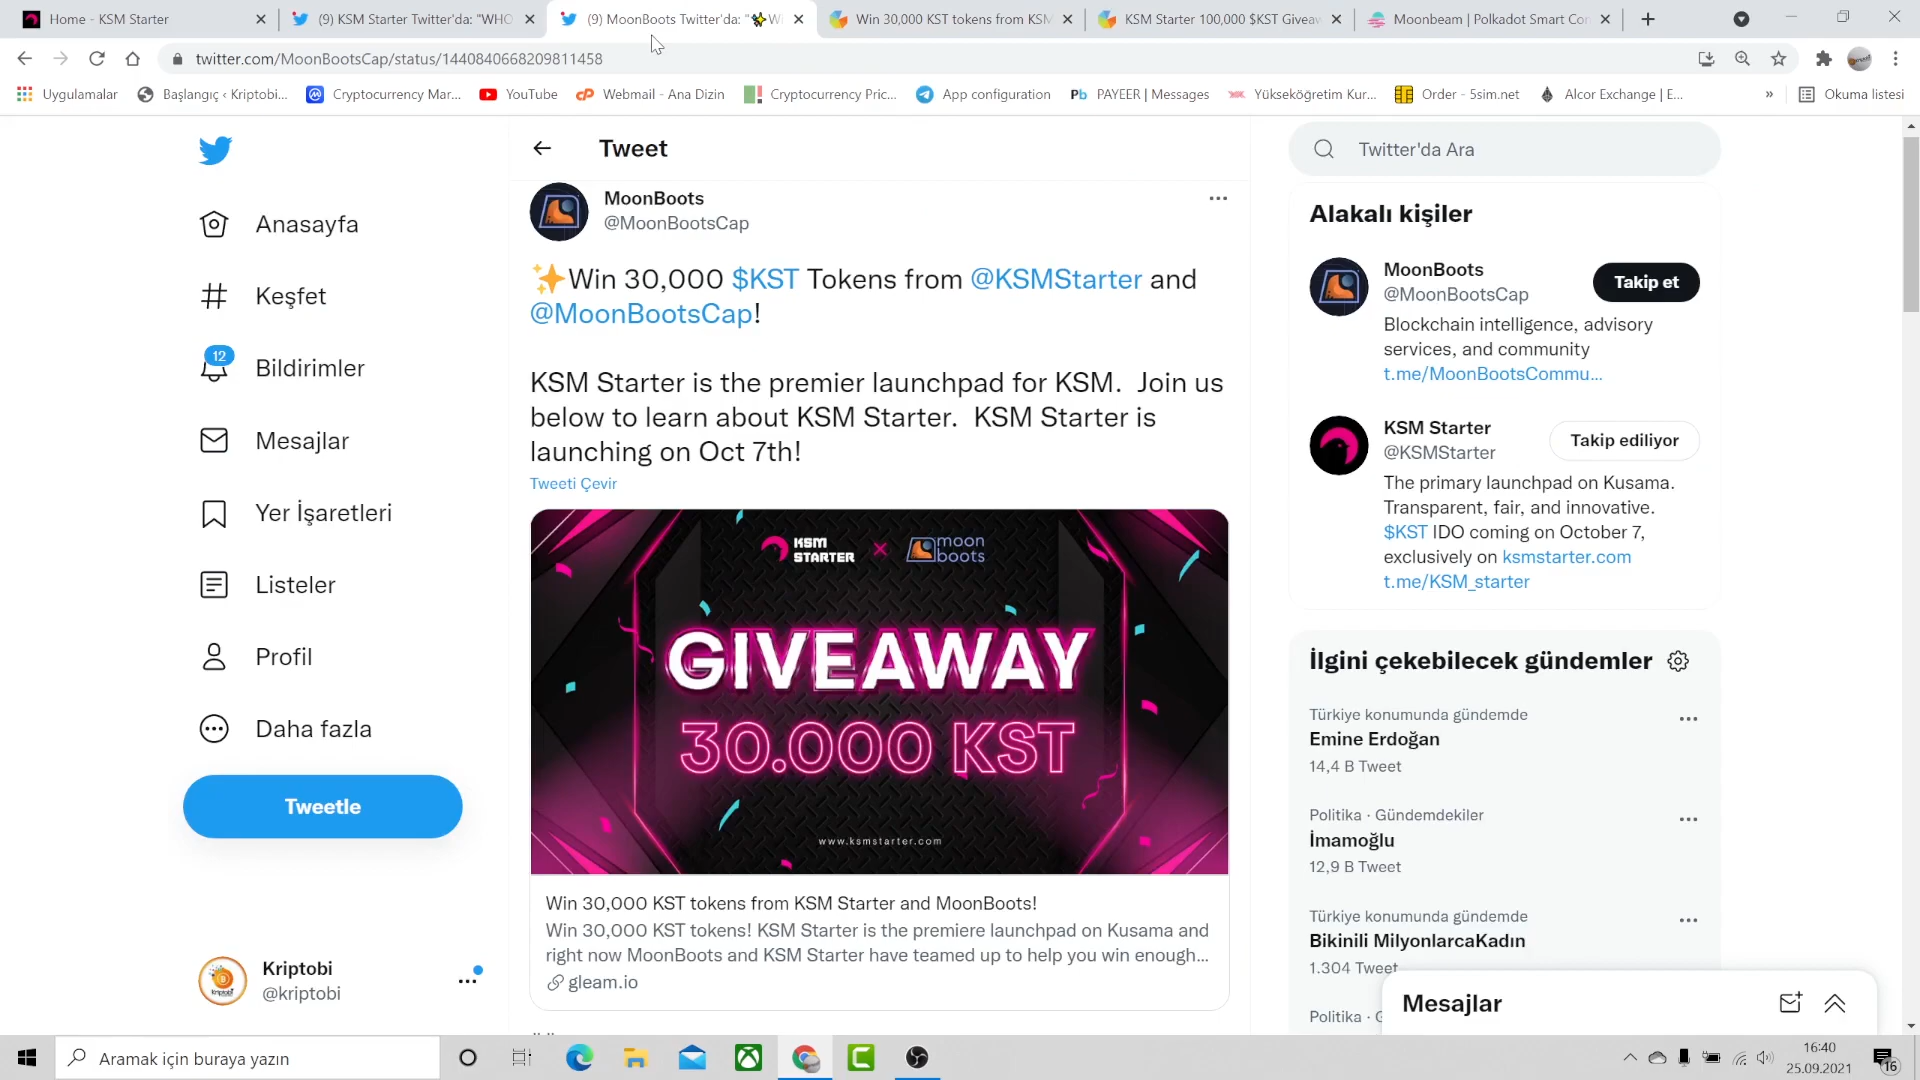 Home - KSM Starter
(9) KSM Starter Twitter'da: "WHO
(9) MoonBoots Twitter'da: "✨Wi
Win 30,000 KST tokens from KSM
KSM Starter 100,000 $KST Giveaw
Moonbeam | Polkadot Smart Con
twitter.com/MoonBootsCap/status/1440840668209811458
Uygulamalar
Başlangıç ‹ Kriptobi...
Cryptocurrency Mar...
YouTube
Webmail - Ana Dizin
Cryptocurrency Pric...
App configuration
PAYEER | Messages
Yükseköğretim Kur...
Order - 5sim.net
Alcor Exchange | E...
»
Okuma listesi
Anasayfa
Keşfet
12
Bildirimler
Mesajlar
Yer İşaretleri
Listeler
Profil
Daha fazla
Tweetle
Kriptobi
@kriptobi
Tweet
MoonBoots
@MoonBootsCap
✨Win 30,000 $KST Tokens from @KSMStarter and
@MoonBootsCap!
KSM Starter is the premier launchpad for KSM.  Join us
below to learn about KSM Starter.  KSM Starter is
launching on Oct 7th!
Tweeti Çevir
KSM
STARTER
×
moon
boots
GIVEAWAY
30.000 KST
www.ksmstarter.com
Win 30,000 KST tokens from KSM Starter and MoonBoots!
Win 30,000 KST tokens! KSM Starter is the premiere launchpad on Kusama and
right now MoonBoots and KSM Starter have teamed up to help you win enough...
gleam.io
Twitter'da Ara
Alakalı kişiler
MoonBoots
@MoonBootsCap
Takip et
Blockchain intelligence, advisory
services, and community
t.me/MoonBootsCommu...
KSM Starter
@KSMStarter
Takip ediliyor
The primary launchpad on Kusama.
Transparent, fair, and innovative.
$KST IDO coming on October 7,
exclusively on ksmstarter.com
t.me/KSM_starter
İlgini çekebilecek gündemler
Türkiye konumunda gündemde
Emine Erdoğan
14,4 B Tweet
Politika · Gündemdekiler
İmamoğlu
12,9 B Tweet
Türkiye konumunda gündemde
Bikinili MilyonlarcaKadın
1.304 Tweet
Politika ·
Mesajlar
Aramak için buraya yazın
16:40
25.09.2021
16